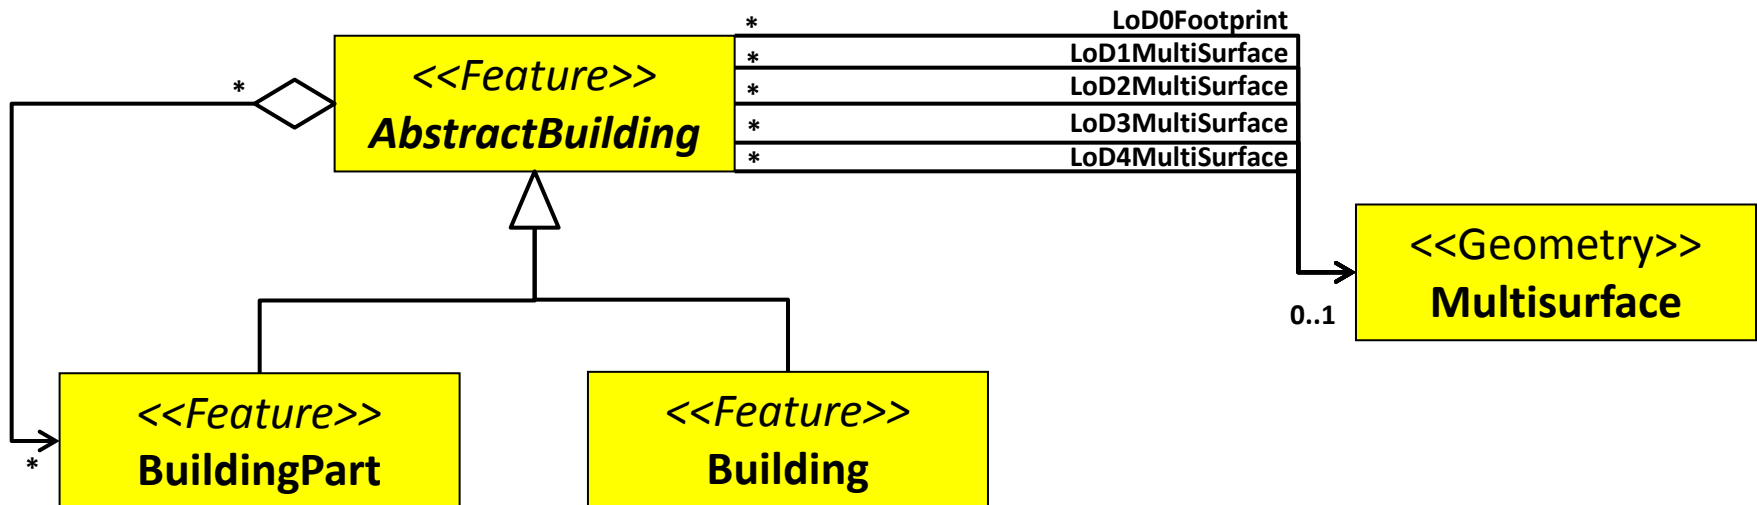 *
LoD0Footprint
<<Feature>>
AbstractBuilding
*
LoD1MultiSurface
*
LoD2MultiSurface
*
LoD3MultiSurface
*
LoD4MultiSurface
*
<<Geometry>>
Multisurface
0..1
<<Feature>>
BuildingPart
*
<<Feature>>
Building